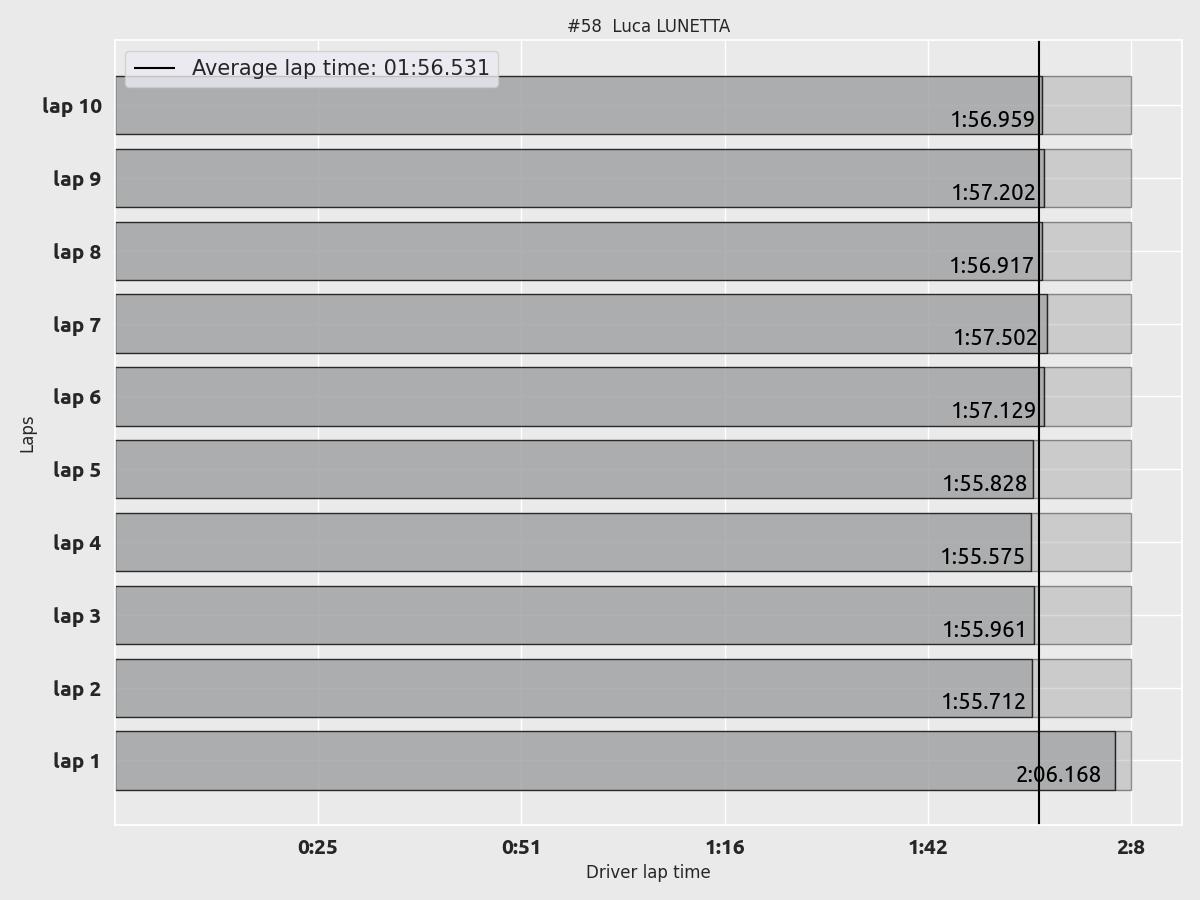 #58  Luca LUNETTA
Average lap time: 01:56.531
lap 10
1:56.959
lap 9
1:57.202
lap 8
1:56.917
lap 7
1:57.502
lap 6
1:57.129
Laps
lap 5
1:55.828
lap 4
1:55.575
lap 3
1:55.961
lap 2
1:55.712
lap 1
2:06.168
0:25 0:51 1:16 1:42 2:8
Driver lap time